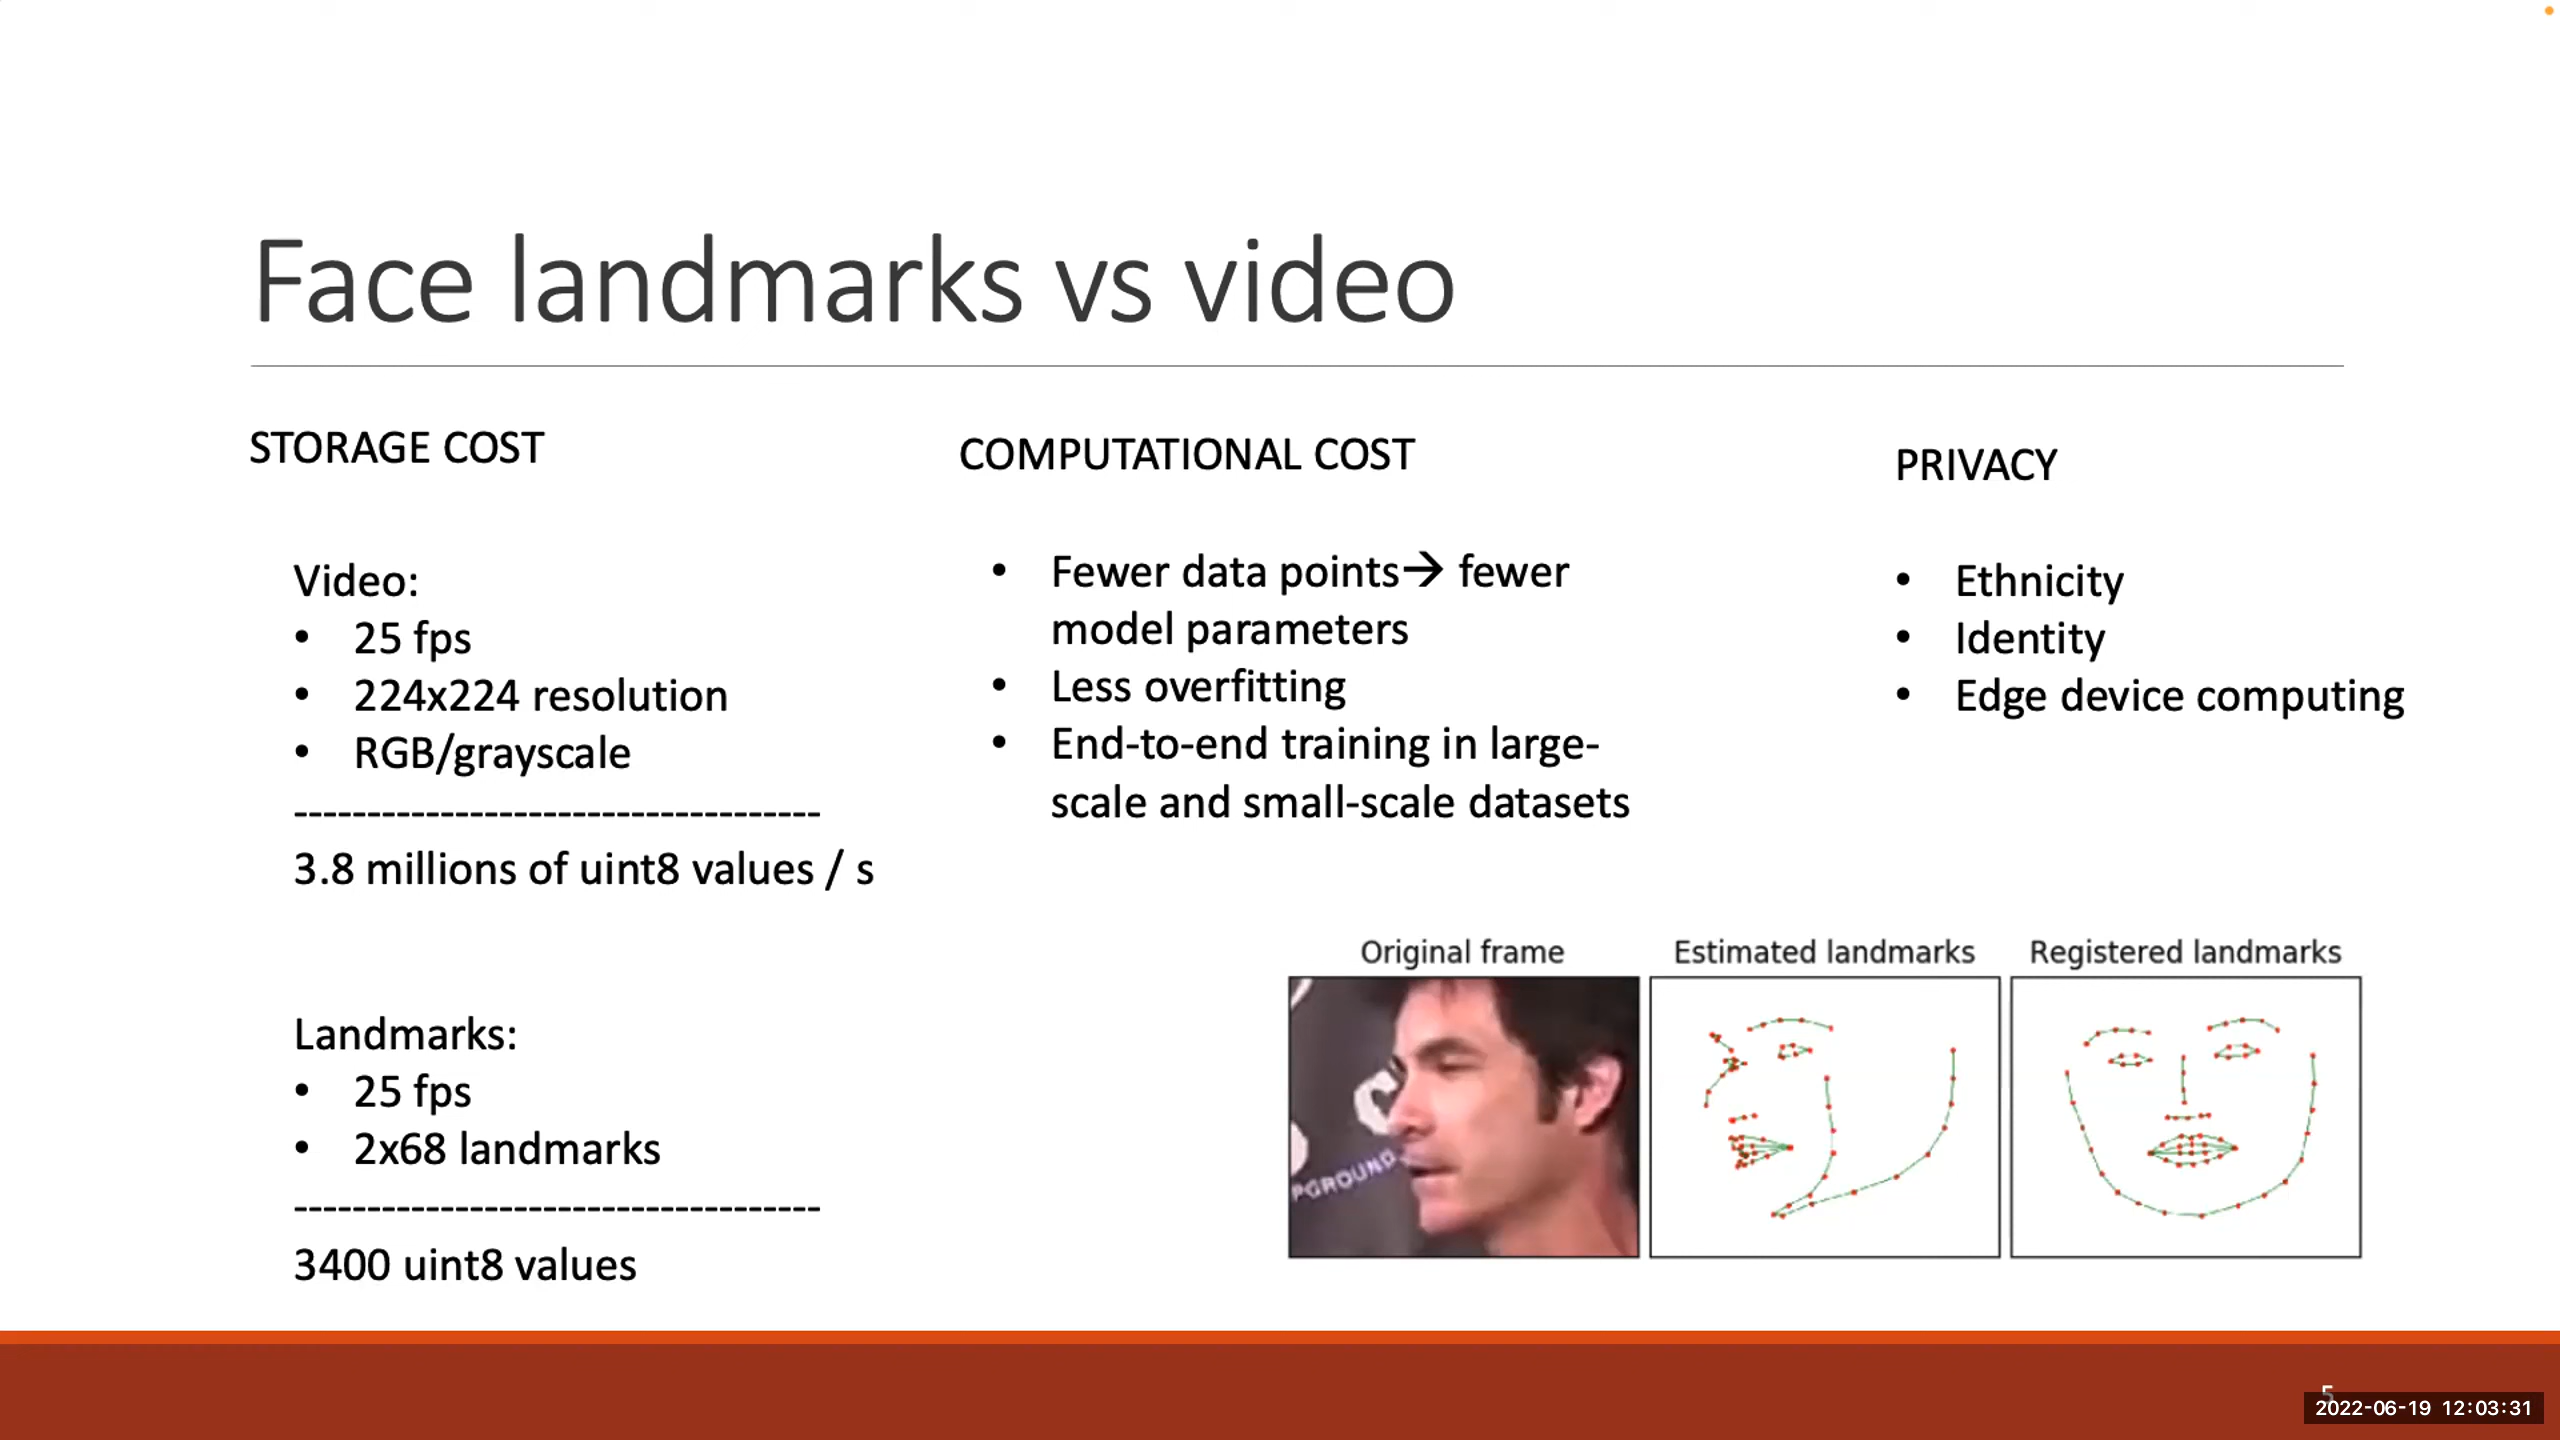 Face landmarks vs video
STORAGE COST
Video:
• 25 fps
• 224x224 resolution
• RGB/grayscale
------------------------------------
3.8 millions of uint8 values / s
Landmarks:
• 25 fps
• 2x68 landmarks
------------------------------------
3400 uint8 values
COMPUTATIONAL COST
• Fewer data points→ fewer
model parameters
• Less overfitting
• End-to-end training in large-
scale and small-scale datasets
PRIVACY
• Ethnicity
• Identity
• Edge device computing
Original frame
Estimated landmarks
Registered landmarks
C
PGROUND
5
2022-06-19 12:03:31